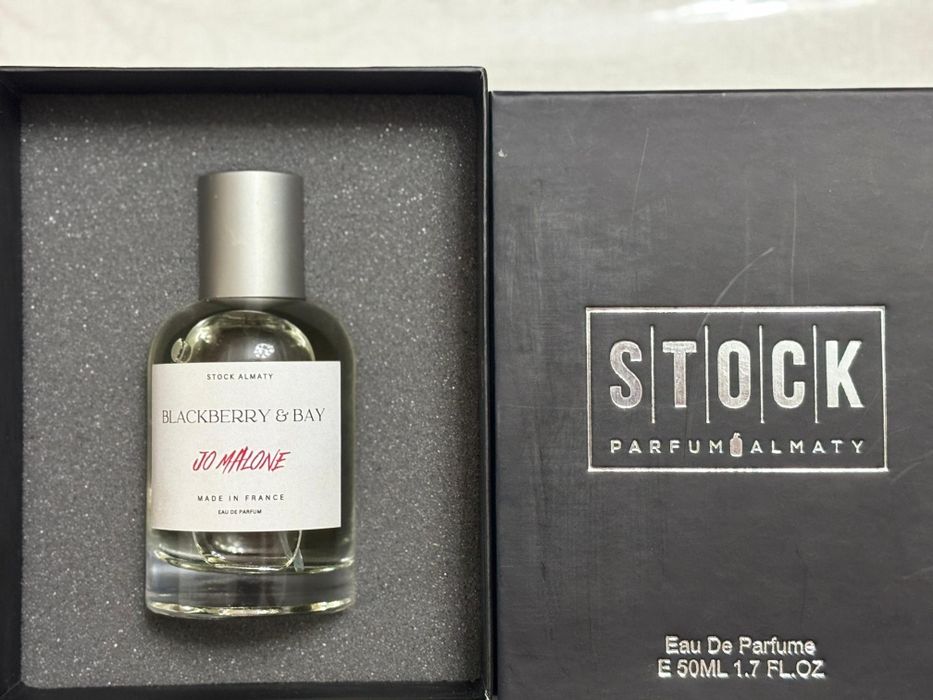 STOCK ALMATY
BLACKBERRY & BAY
JO MALONE
MADE IN FRANCE
EAU DE PARFUM
STOCK
PARFUM ALMATY
Eau De Parfume
E 50ML 1.7 FL.OZ